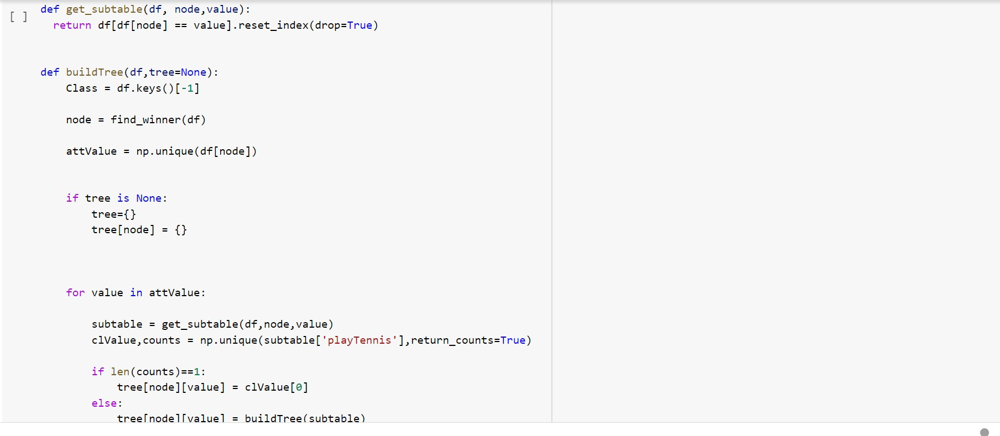 [ ]
def get_subtable(df, node,value):
  return df[df[node] == value].reset_index(drop=True)
def buildTree(df,tree=None):
    Class = df.keys()[-1]
    node = find_winner(df)
    attValue = np.unique(df[node])
    if tree is None:
        tree={}
        tree[node] = {}
    for value in attValue:
        subtable = get_subtable(df,node,value)
        clValue,counts = np.unique(subtable['playTennis'],return_counts=True)
        if len(counts)==1:
            tree[node][value] = clValue[0]
        else:
            tree[node][value] = buildTree(subtable)